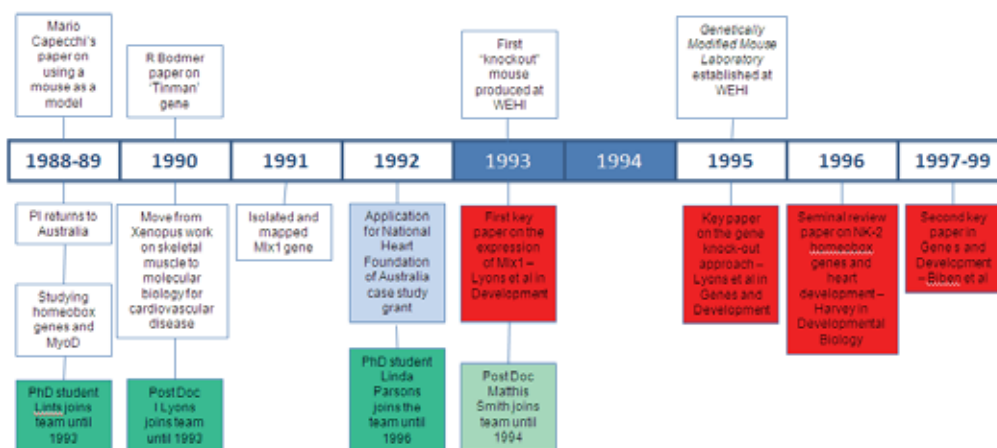 Mario
Capecchi's
paper on
using a
mouse as a
model
R Bodmer
paper on
'Tinman'
gene
First
"knockout"
mouse
produced at
WEHI
Genetically
Modified Mouse
Laboratory
established at
WEHI
1988-89
1990
1991
1992
1993
1994
1995
1996
1997-99
PI returns to
Australia
Studying
homeobox
genes and
MyoD
PhD student
Lints joins
team until
1993
Move from
Xenopus work
on skeletal
muscle to
molecular
biology for
cardiovascular
disease
Post Doc
I Lyons
joins team
until 1993
Isolated and
mapped
Mlx1 gene
Application
for National
Heart
Foundation
of Australia
case study
grant
PhD student
Linda
Parsons
joins the
team until
1996
First key
paper on the
expression
of Mlx1 –
Lyons et al in
Development
Post Doc
Matthis
Smith joins
team until
1994
Key paper
on the gene
knock-out
approach –
Lyons et al in
Genes and
Development
Seminal review
paper on NK-2
homeobox
genes and
heart
development –
Harvey in
Developmental
Biology
Second key
paper in
Genes and
Development
– Biben et al